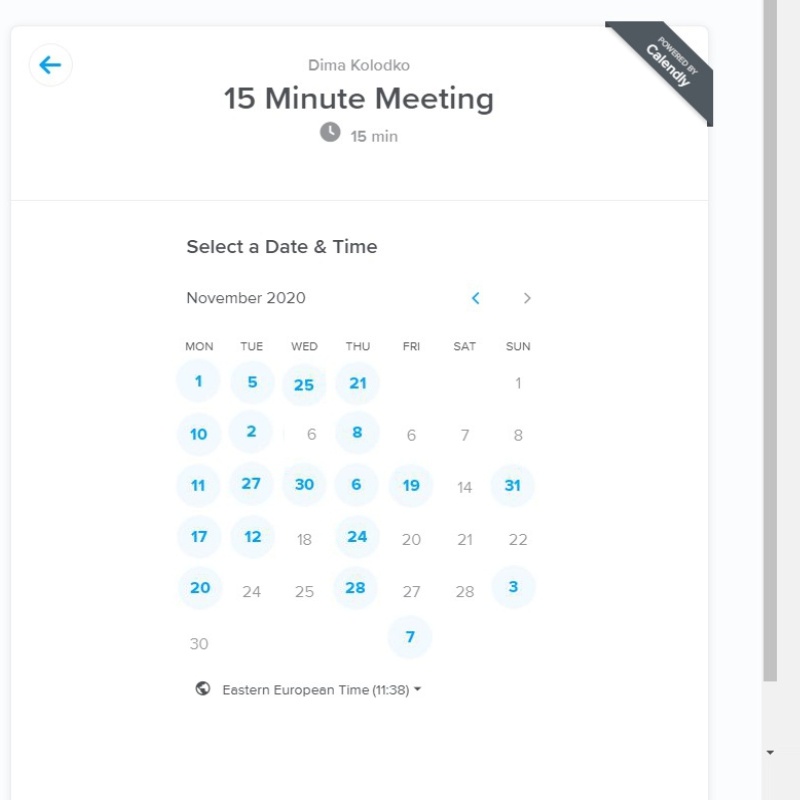 Dima Kolodko
POWERED BY
Calendly
15 Minute Meeting
15 min
Select a Date & Time
November 2020
MON TUE WED THU FRI SAT SUN
1 5 25 21 1
10 2 6 8 6 7 8
11 27 30 6 19 14 31
17 12 18 24 20 21 22
20 24 25 28 27 28 3
30 7
Eastern European Time (11:38)